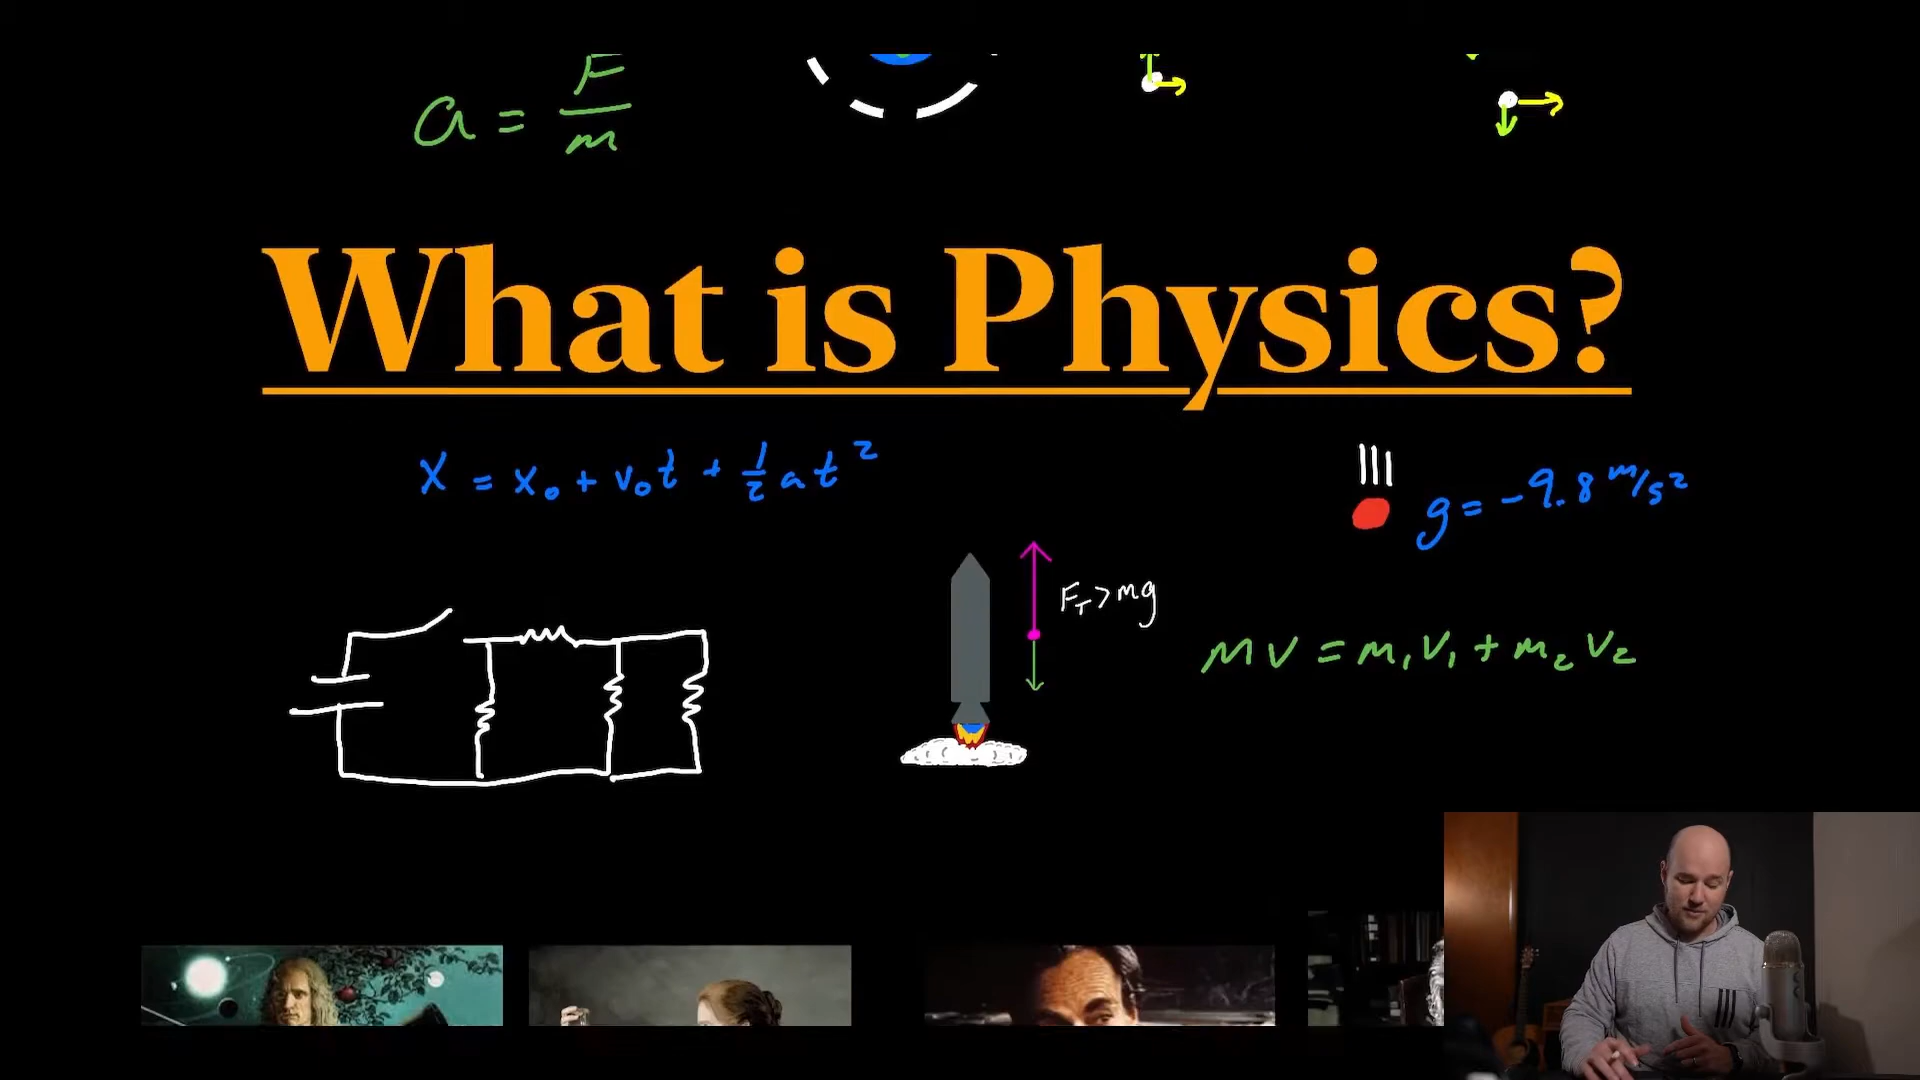 a = F/m
What is Physics?
x = x₀ + v₀t + ½at²
g = -9.8 m/s²
F_T > mg
MV = m₁V₁ + m₂V₂